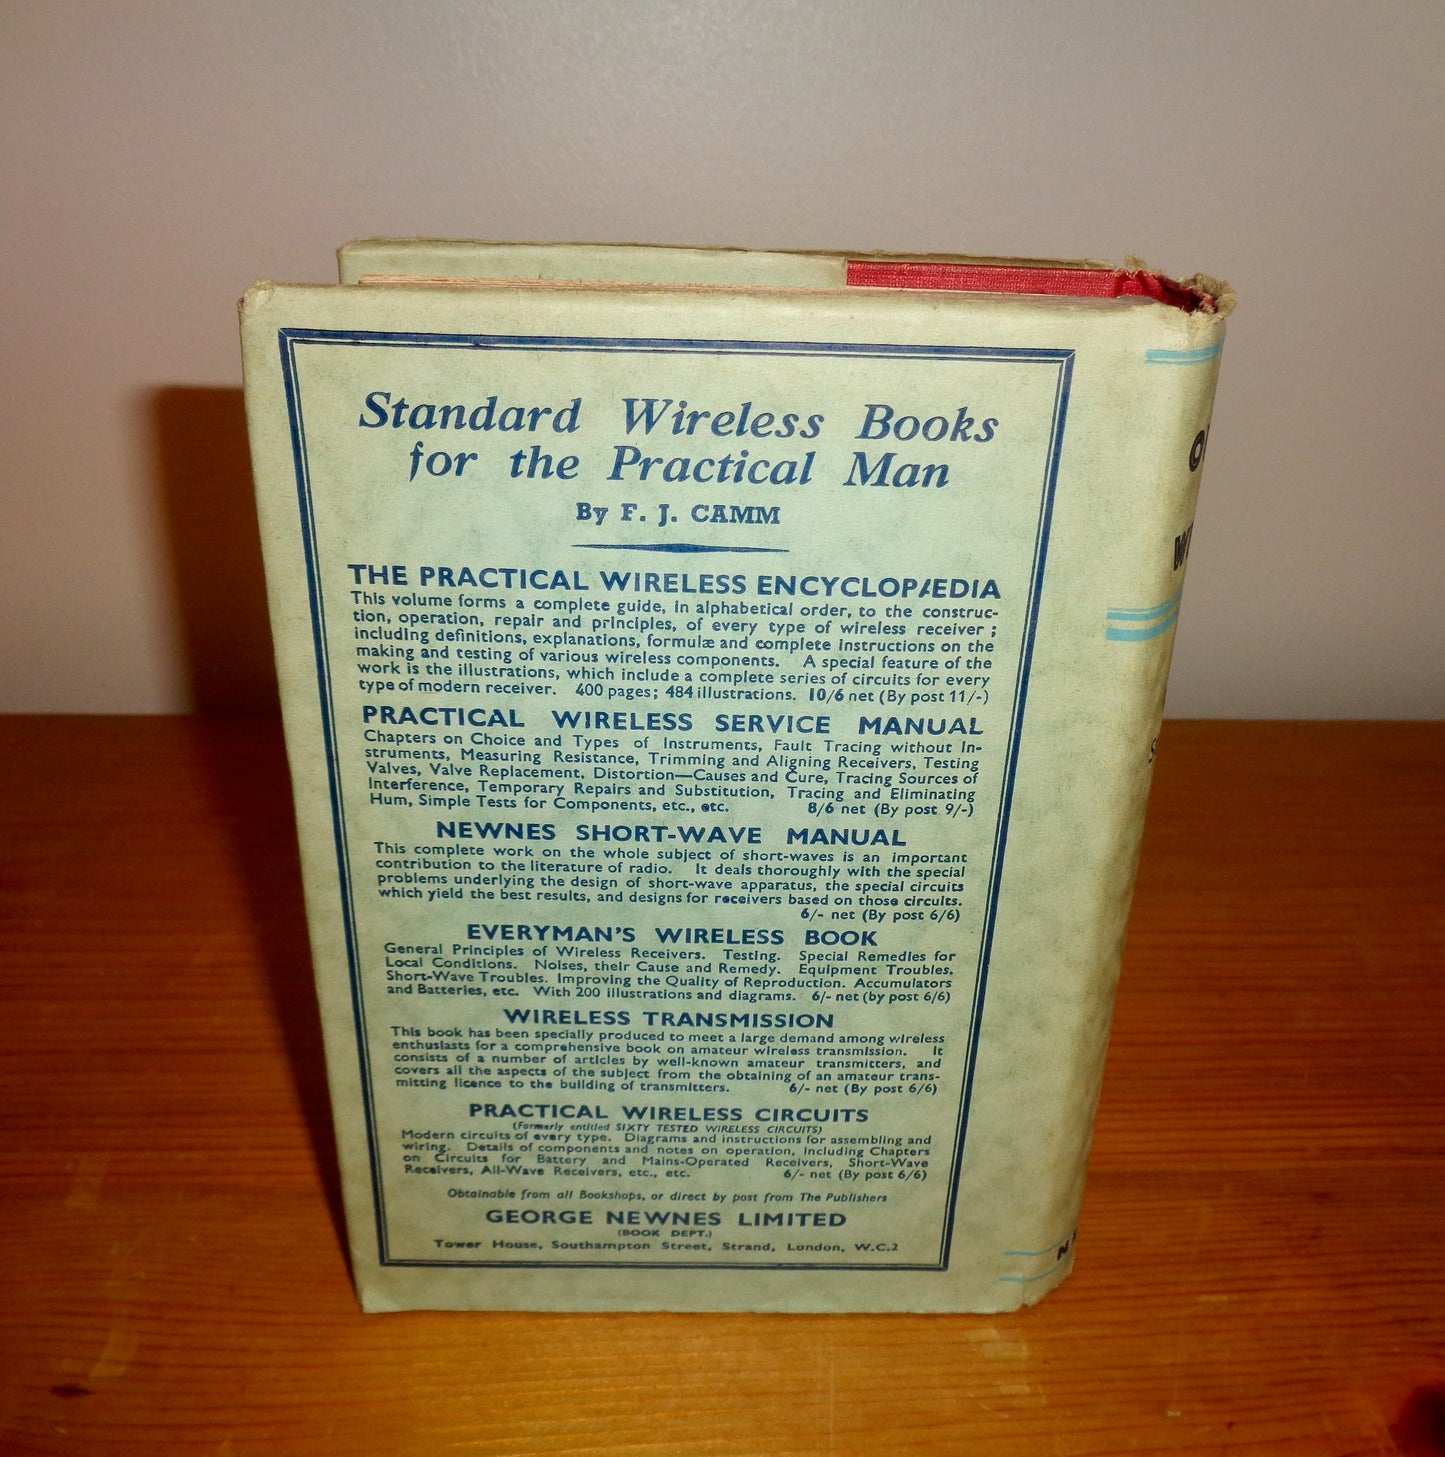 Standard Wireless Books
for the Practical Man
By F. J. CAMM
THE PRACTICAL WIRELESS ENCYCLOPÆDIA
This volume forms a complete guide, in alphabetical order, to the construc-
tion, operation, repair and principles, of every type of wireless receiver ;
including definitions, explanations, formulæ and complete instructions on the
making and testing of various wireless components. A special feature of the
work is the illustrations, which include a complete series of circuits for every
type of modern receiver. 400 pages; 484 illustrations. 10/6 net (By post 11/-)
PRACTICAL WIRELESS SERVICE MANUAL
Chapters on Choice and Types of Instruments, Fault Tracing without In-
struments, Measuring Resistance, Trimming and Aligning Receivers, Testing
Valves, Valve Replacement, Distortion—Causes and Cure, Tracing Sources of
Interference, Temporary Repairs and Substitution, Tracing and Eliminating
Hum, Simple Tests for Components, etc., etc. 8/6 net (By post 9/-)
NEWNES SHORT-WAVE MANUAL
This complete work on the whole subject of short-waves is an important
contribution to the literature of radio. It deals thoroughly with the special
problems underlying the design of short-wave apparatus, the special circuits
which yield the best results, and designs for receivers based on those circuits.
6/- net (By post 6/6)
EVERYMAN'S WIRELESS BOOK
General Principles of Wireless Receivers. Testing. Special Remedies for
Local Conditions. Noises, their Cause and Remedy. Equipment Troubles.
Short-Wave Troubles. Improving the Quality of Reproduction. Accumulators
and Batteries, etc. With 200 illustrations and diagrams. 6/- net (by post 6/6)
WIRELESS TRANSMISSION
This book has been specially produced to meet a large demand among wireless
enthusiasts for a comprehensive book on amateur wireless transmission. It
consists of a number of articles by well-known amateur transmitters, and
covers all the aspects of the subject from the obtaining of an amateur trans-
mitting licence to the building of transmitters. 6/- net (By post 6/6)
PRACTICAL WIRELESS CIRCUITS
(Formerly entitled SIXTY TESTED WIRELESS CIRCUITS)
Modern circuits of every type. Diagrams and instructions for assembling and
wiring. Details of components and notes on operation, including Chapters
on Circuits for Battery and Mains-Operated Receivers, Short-Wave
Receivers, All-Wave Receivers, etc., etc. 6/- net (By post 6/6)
Obtainable from all Bookshops, or direct by post from The Publishers
GEORGE NEWNES LIMITED
(BOOK DEPT.)
Tower House, Southampton Street, Strand, London, W.C.2